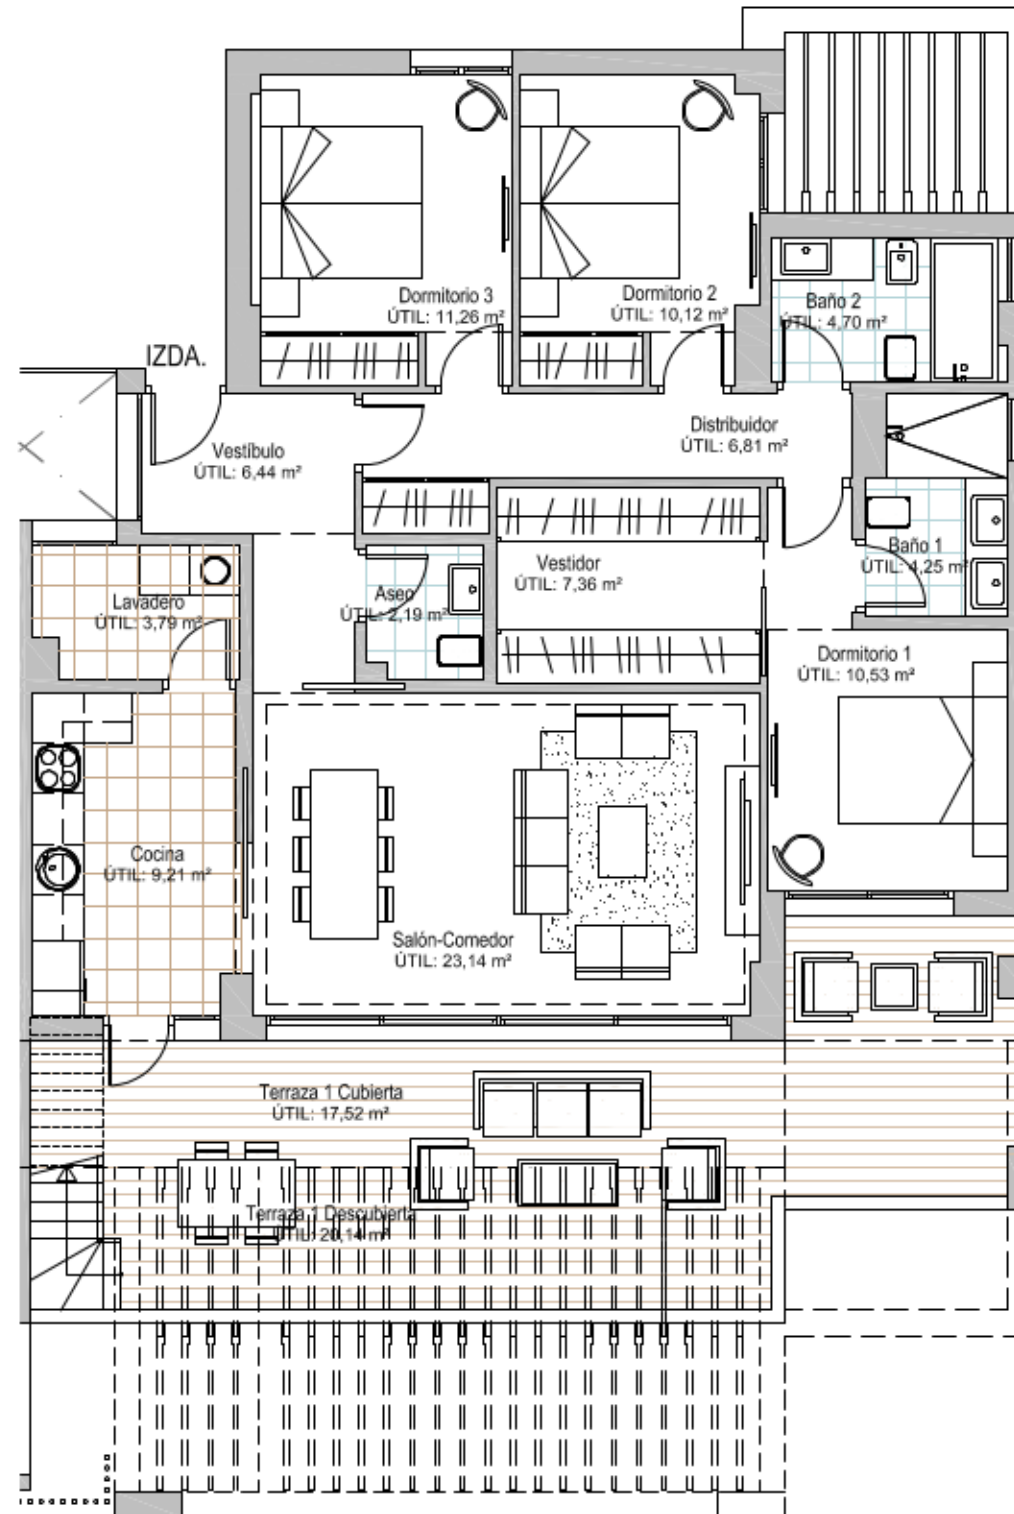 Dormitorio 3
ÚTIL: 11,26 m²
Dormitorio 2
ÚTIL: 10,12 m²
Baño 2
ÚTIL: 4,70 m²
IZDA.
Vestíbulo
ÚTIL: 6,44 m²
Distribuidor
ÚTIL: 6,81 m²
Baño 1
ÚTIL: 4,25 m²
Vestidor
ÚTIL: 7,36 m²
Aseo
ÚTIL: 2,19 m²
Lavadero
ÚTIL: 3,79 m²
Dormitorio 1
ÚTIL: 10,53 m²
Cocina
ÚTIL: 9,21 m²
Salón-Comedor
ÚTIL: 23,14 m²
Terraza 1 Cubierta
ÚTIL: 17,52 m²
Terraza 1 Descubierta
ÚTIL: 20,14 m²